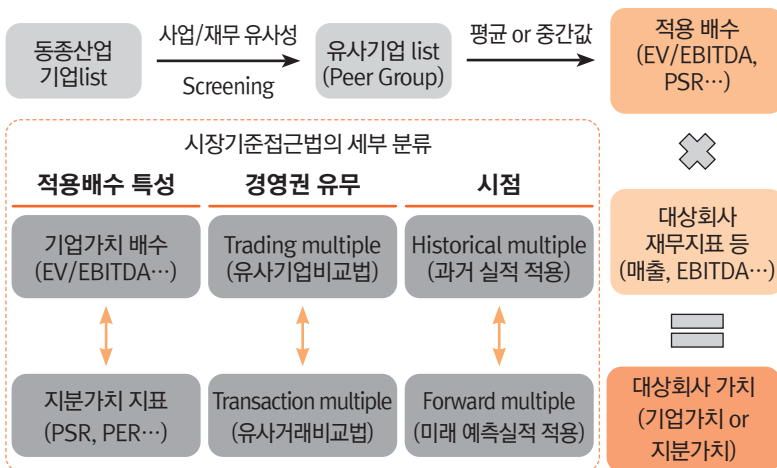 동종산업
기업list
사업/재무 유사성
Screening
유사기업 list
(Peer Group)
평균 or 중간값
적용 배수
(EV/EBITDA,
PSR…)
시장기준접근법의 세부 분류
적용배수 특성
경영권 유무
시점
기업가치 배수
(EV/EBITDA…)
Trading multiple
(유사기업비교법)
Historical multiple
(과거 실적 적용)
대상회사
재무지표 등
(매출, EBITDA…)
지분가치 지표
(PSR, PER…)
Transaction multiple
(유사거래비교법)
Forward multiple
(미래 예측실적 적용)
대상회사 가치
(기업가치 or
지분가치)